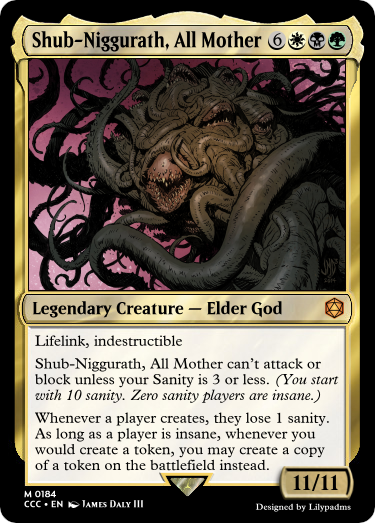 Shub-Niggurath, All Mother 6
Legendary Creature — Elder God
Lifelink, indestructible
Shub-Niggurath, All Mother can't attack or
block unless your Sanity is 3 or less. (You start
with 10 sanity. Zero sanity players are insane.)
Whenever a player creates, they lose 1 sanity.
As long as a player is insane, whenever you
would create a token, you may create a copy
of a token on the battlefield instead.
11/11
M 0184
CCC • EN JAMES DALY III
Designed by Lilypadms